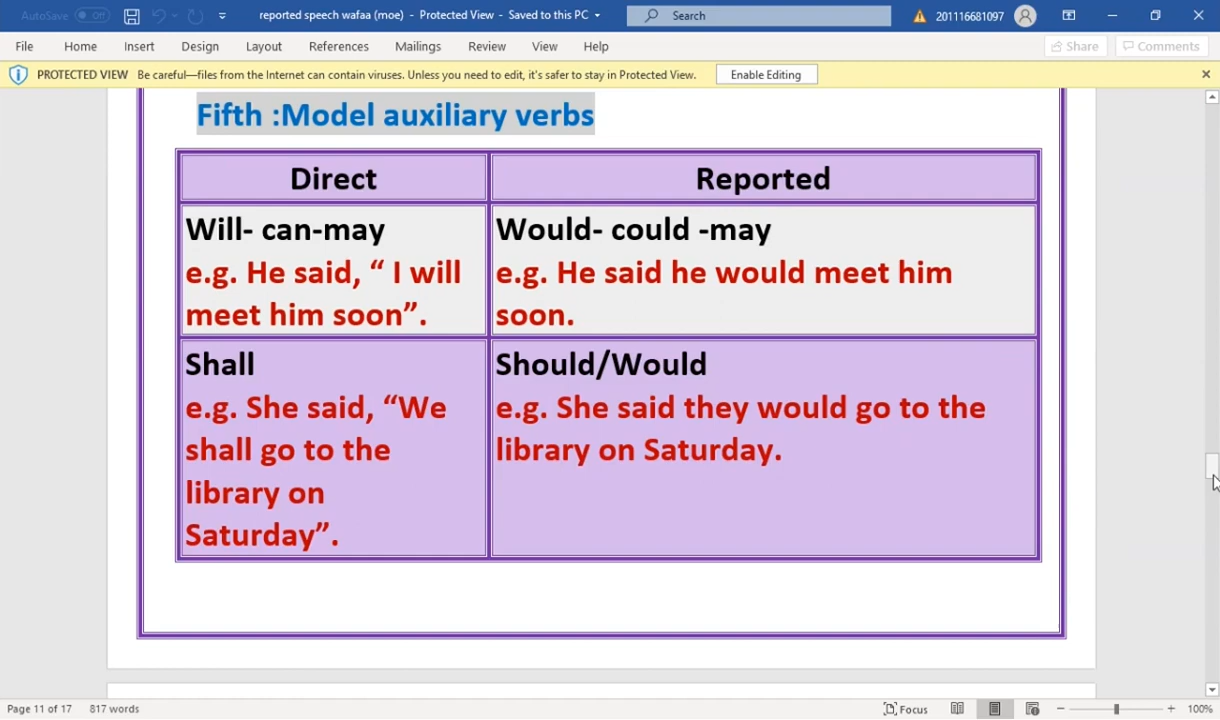 AutoSave Off reported speech wafaa (moe) - Protected View - Saved to this PC Search 201116681097
File Home Insert Design Layout References Mailings Review View Help Share Comments
PROTECTED VIEW Be careful—files from the Internet can contain viruses. Unless you need to edit, it's safer to stay in Protected View. Enable Editing
Fifth :Model auxiliary verbs
Direct
Reported
Will- can-may
e.g. He said, “ I will
meet him soon”.
Would- could -may
e.g. He said he would meet him
soon.
Shall
e.g. She said, “We
shall go to the
library on
Saturday”.
Should/Would
e.g. She said they would go to the
library on Saturday.
Page 11 of 17 817 words Focus 100%